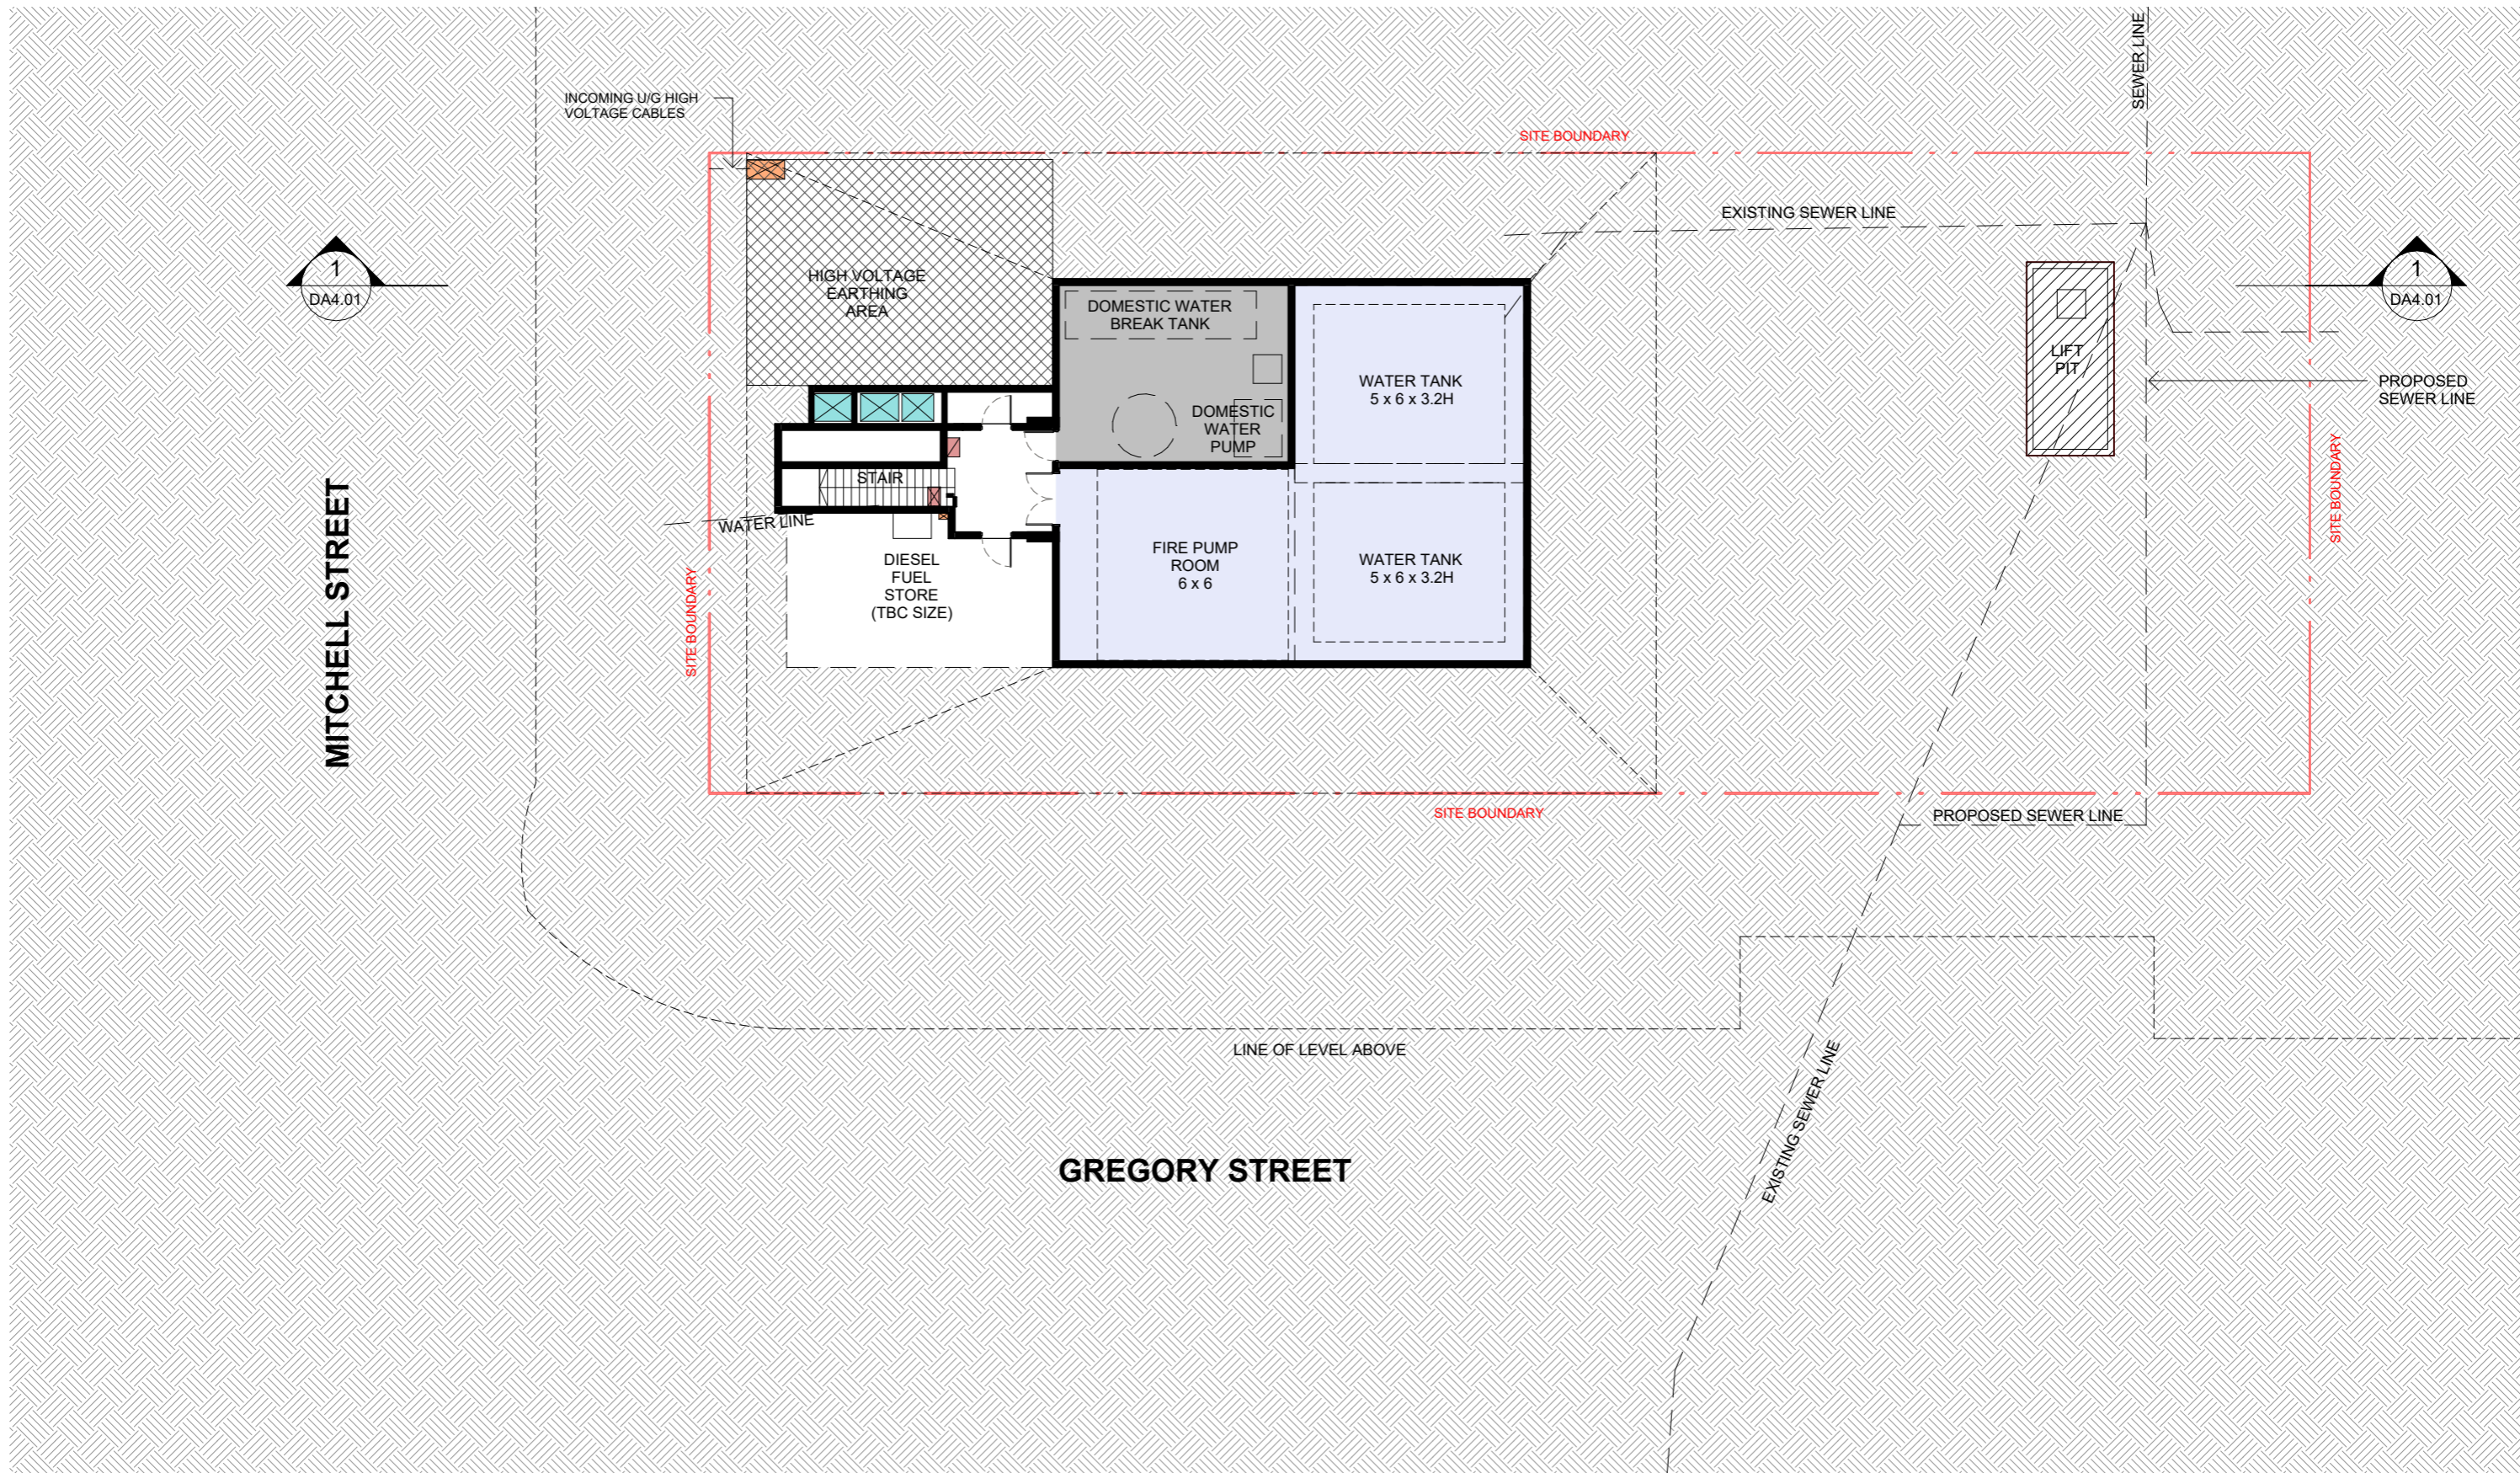 SEWER LINE
INCOMING U/G HIGH
VOLTAGE CABLES
SITE BOUNDARY
EXISTING SEWER LINE
1
DA4.01
HIGH VOLTAGE
EARTHING
AREA
DOMESTIC WATER
BREAK TANK
1
DA4.01
LIFT
PIT
WATER TANK
5 x 6 x 3.2H
PROPOSED
SEWER LINE
DOMESTIC
WATER
PUMP
STAIR
SITE BOUNDARY
WATER LINE
MITCHELL STREET
DIESEL
FUEL
STORE
(TBC SIZE)
FIRE PUMP
ROOM
6 x 6
WATER TANK
5 x 6 x 3.2H
SITE BOUNDARY
SITE BOUNDARY
PROPOSED SEWER LINE
LINE OF LEVEL ABOVE
EXISTING SEWER LINE
GREGORY STREET